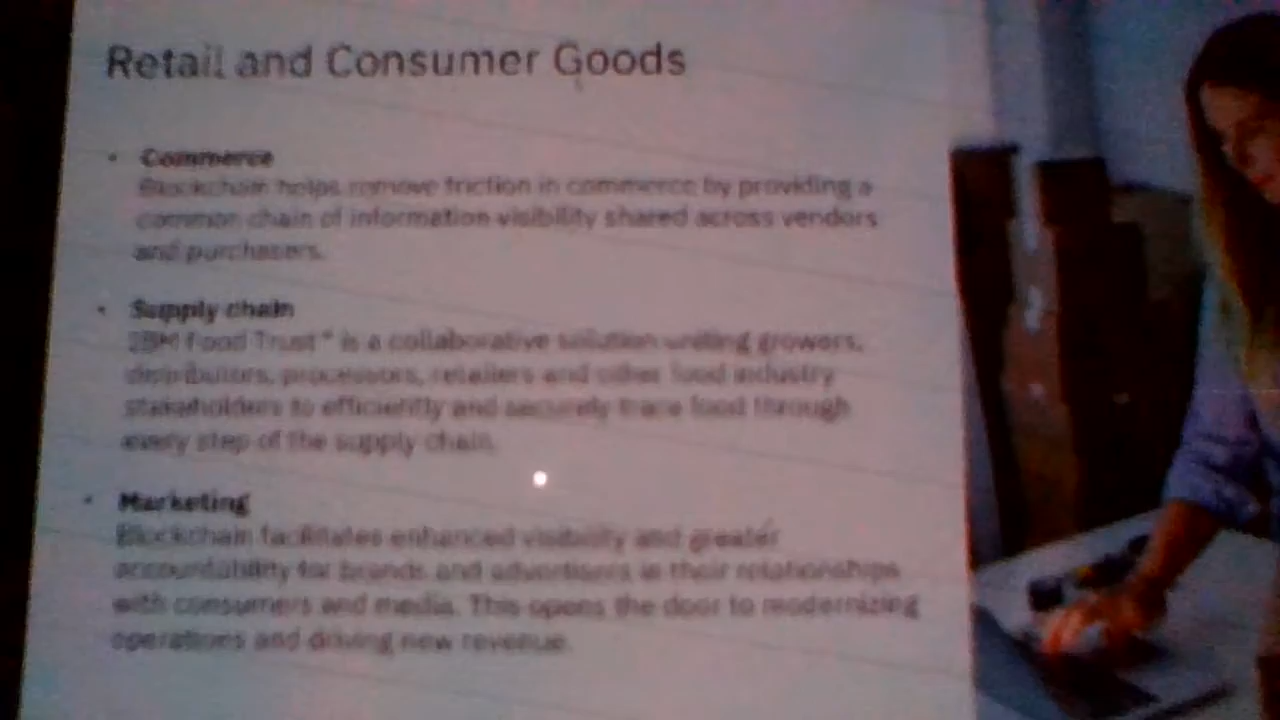 Retail and Consumer Goods
• Commerce
Blockchain helps remove friction in commerce by providing a
common chain of information visibility shared across vendors
and purchasers.
• Supply chain
IBM Food Trust™ is a collaborative solution uniting growers,
distributors, processors, retailers and other food industry
stakeholders to efficiently and securely trace food through
every step of the supply chain.
• Marketing
Blockchain facilitates enhanced visibility and greater
accountability for brands and advertisers in their relationships
with consumers and media. This opens the door to modernizing
operations and driving new revenue.